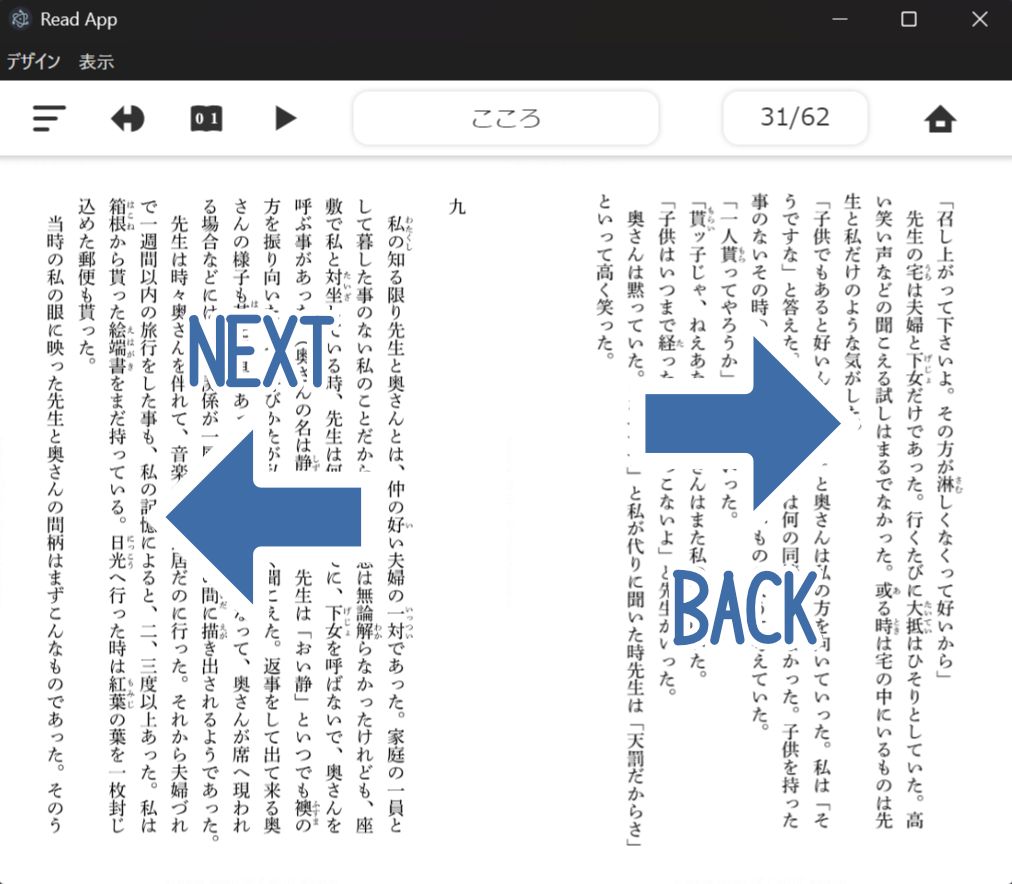 Read App
デザイン 表示
01
こころ
31/62
「召し上がって下さいよ。その方が淋しくなくって好いから」
先生の宅は夫婦と下女だけであった。行くたびに大抵はひそりとしていた。高
い笑い声などの聞こえる試しはまるでなかった。或る時は宅の中にいるものは先
生と私だけのような気がした
「子供でもあると好いん と奥さんは私の方を向いていった。私は「そ
うですな」と答えた。 は何の同 かった。子供を持った
事のないその時の もの えていた。
「一人貰ってやろうか」 いった。
「貰ッ子じゃ、ねえあた さんはまた私 た。
「子供はいつまで経った っこないよ」と先生がいった。
奥さんは黙っていた。 」と私が代りに聞いた時先生は「天罰だからさ」
といって高く笑った。
九
私の知る限り先生と奥さんとは、仲の好い夫婦の一対であった。家庭の一員と
して暮した事のない私のことだから は無論解らなかったけれども、座
敷で私と対坐 ている時、先生は何 に、下女を呼ばないで、奥さんを
呼ぶ事があった (奥さんの名は静 先生は「おい静」といつでも襖の
方を振り向いた びかたが私 聞こえた。返事をして出て来る奥
さんの様子も あ なって、奥さんが席へ現われ
る場合などには 関係が一層 間に描き出されるようであった。
先生は時々奥さんを伴れて、音楽 居だのに行った。それから夫婦づれ
で一週間以内の旅行をした事も、私の記憶によると、二、三度以上あった。私は
箱根から貰った絵端書をまだ持っている。日光へ行った時は紅葉の葉を一枚封じ
込めた郵便も貰った。
当時の私の眼に映った先生と奥さんの間柄はまずこんなものであった。そのう
NEXT
BACK